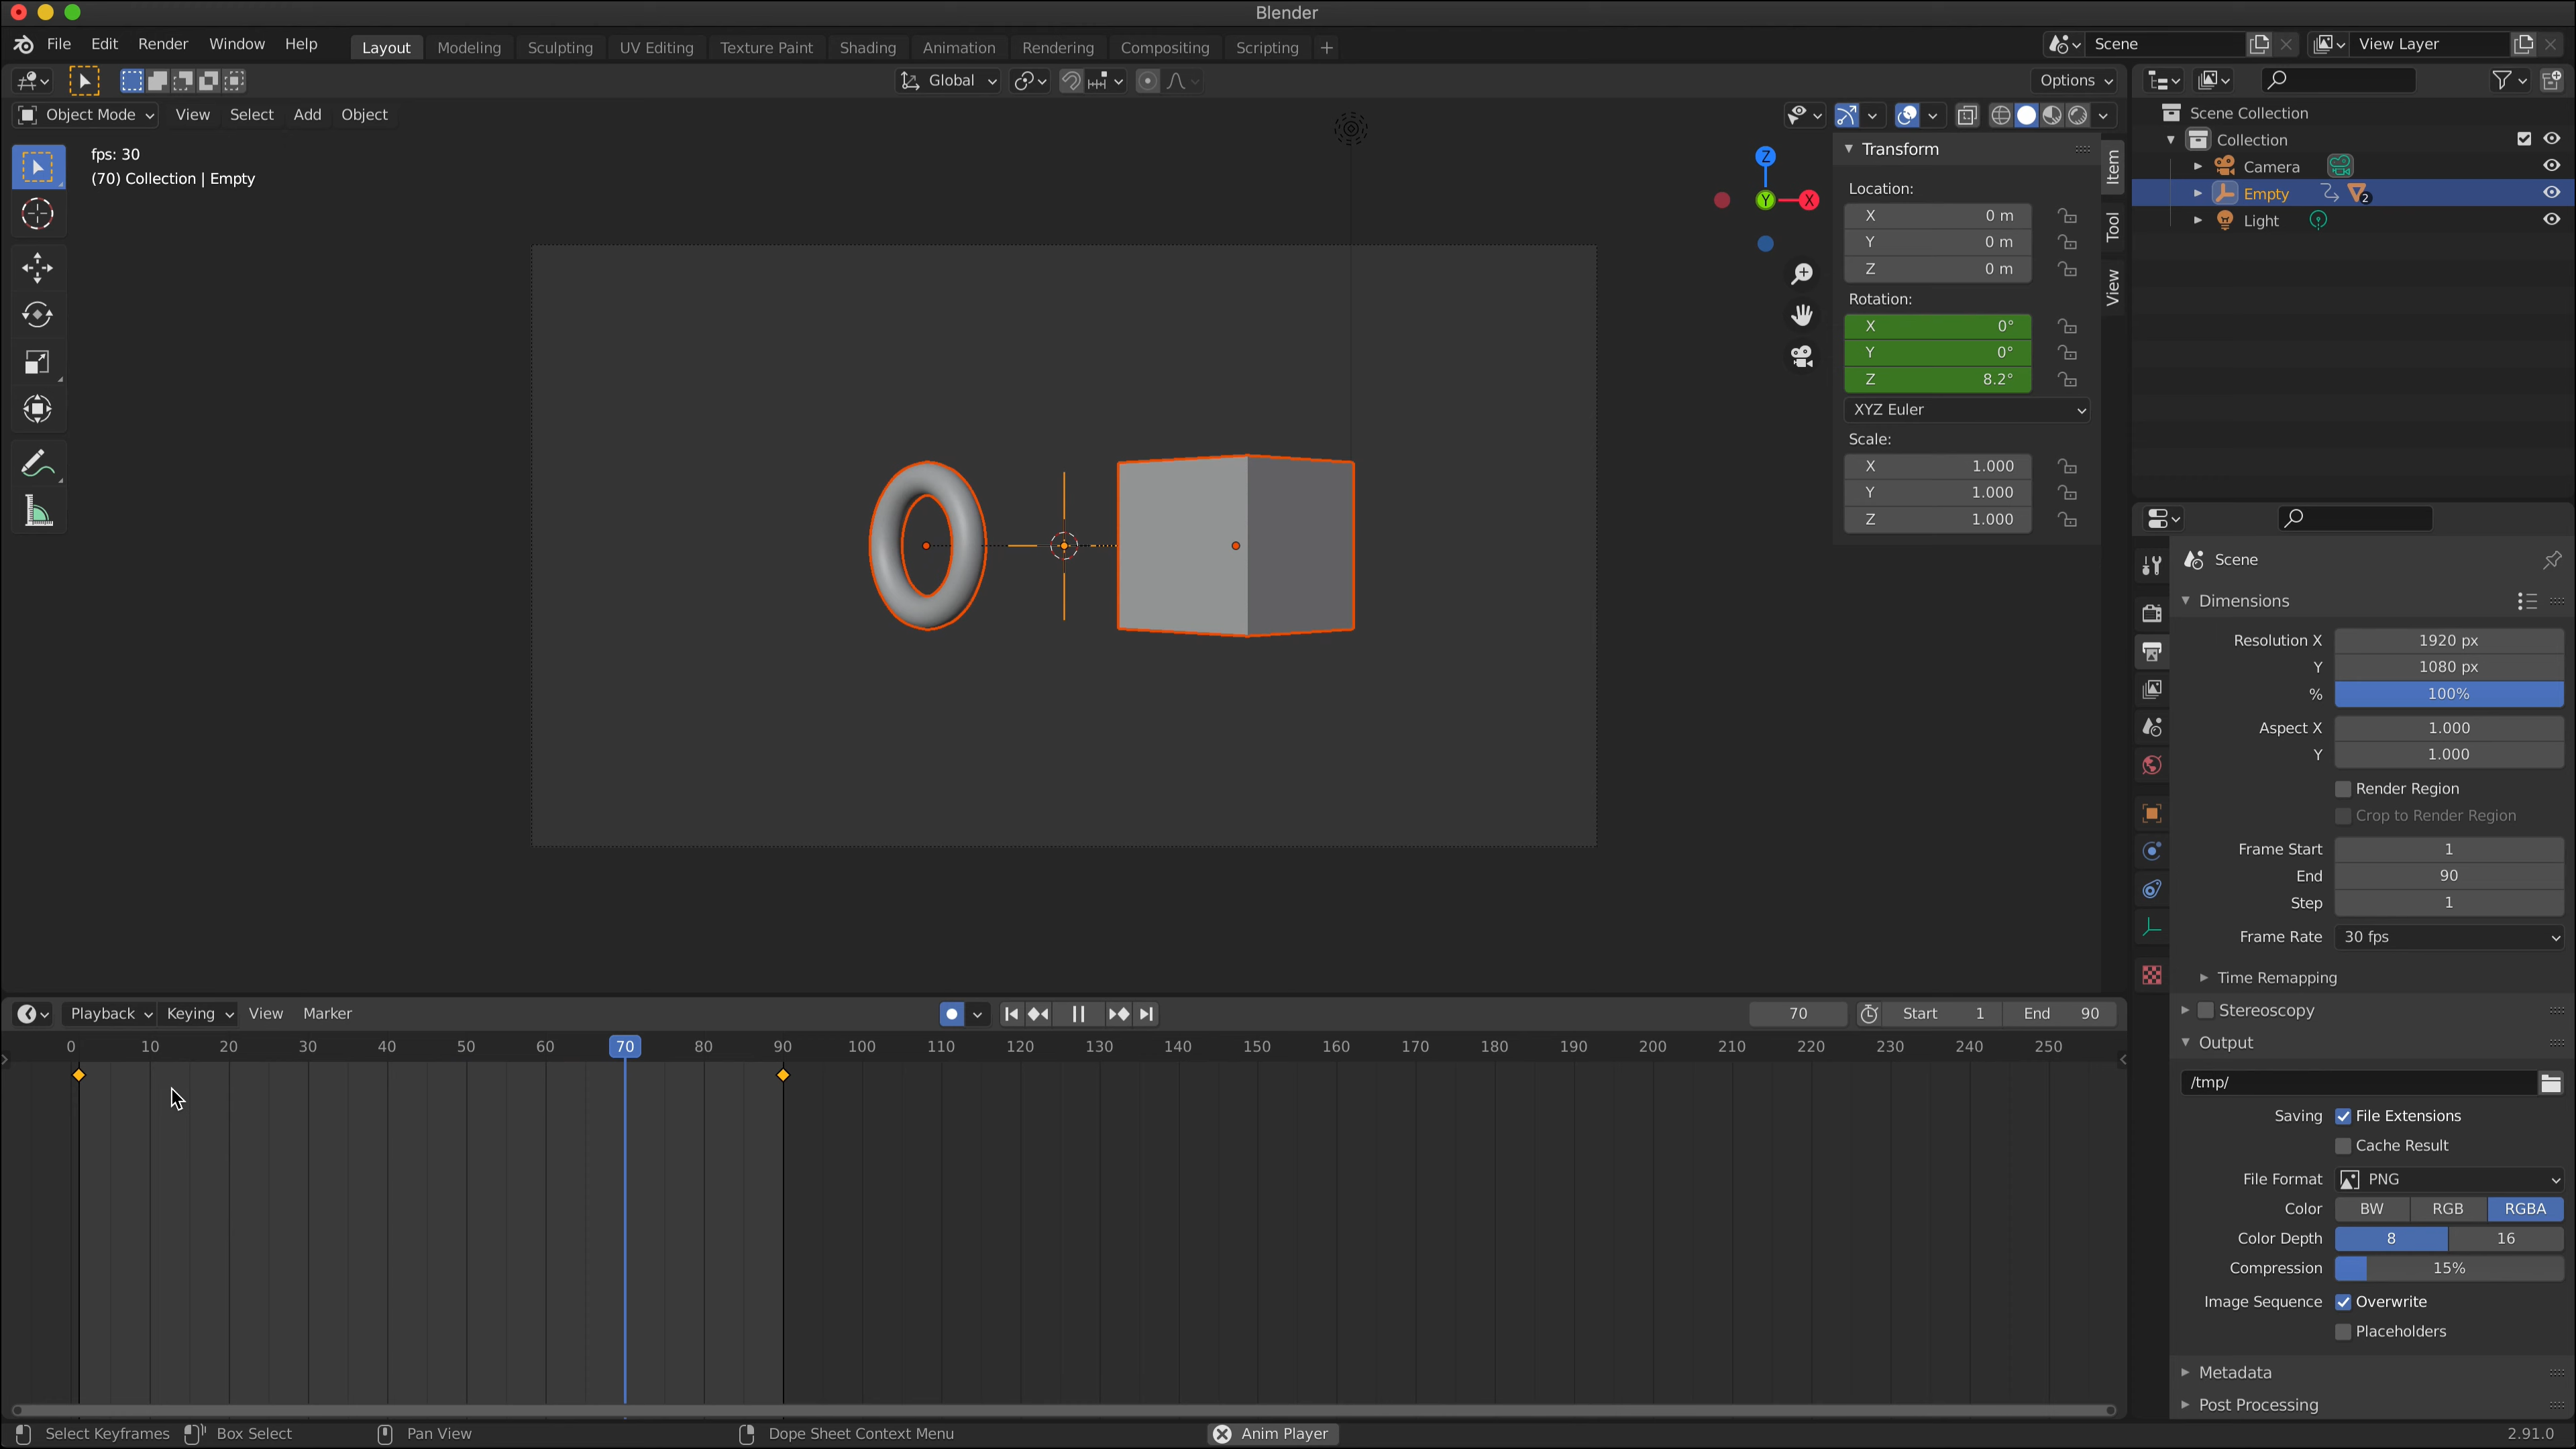 Blender
File Edit Render Window Help Layout Modeling Sculpting UV Editing Texture Paint Shading Animation Rendering Compositing Scripting + Scene View Layer
Global Options
Object Mode View Select Add Object
fps: 30
(70) Collection | Empty
Z
Y
X
Item
Tool
View
Transform
Location:
X 0 m
Y 0 m
Z 0 m
Rotation:
X 0°
Y 0°
Z 8.2°
XYZ Euler
Scale:
X 1.000
Y 1.000
Z 1.000
Scene Collection
Collection
Camera
Empty 2
Light
Scene
Dimensions
Resolution X 1920 px
Y 1080 px
% 100%
Aspect X 1.000
Y 1.000
Render Region
Crop to Render Region
Frame Start 1
End 90
Step 1
Frame Rate 30 fps
Time Remapping
Stereoscopy
Output
/tmp/
Saving File Extensions
Cache Result
File Format PNG
Color BW RGB RGBA
Color Depth 8 16
Compression 15%
Image Sequence Overwrite
Placeholders
Metadata
Post Processing
Playback Keying View Marker 70 Start 1 End 90
0 10 20 30 40 50 60 70 80 90 100 110 120 130 140 150 160 170 180 190 200 210 220 230 240 250
Select Keyframes Box Select Pan View Dope Sheet Context Menu Anim Player 2.91.0